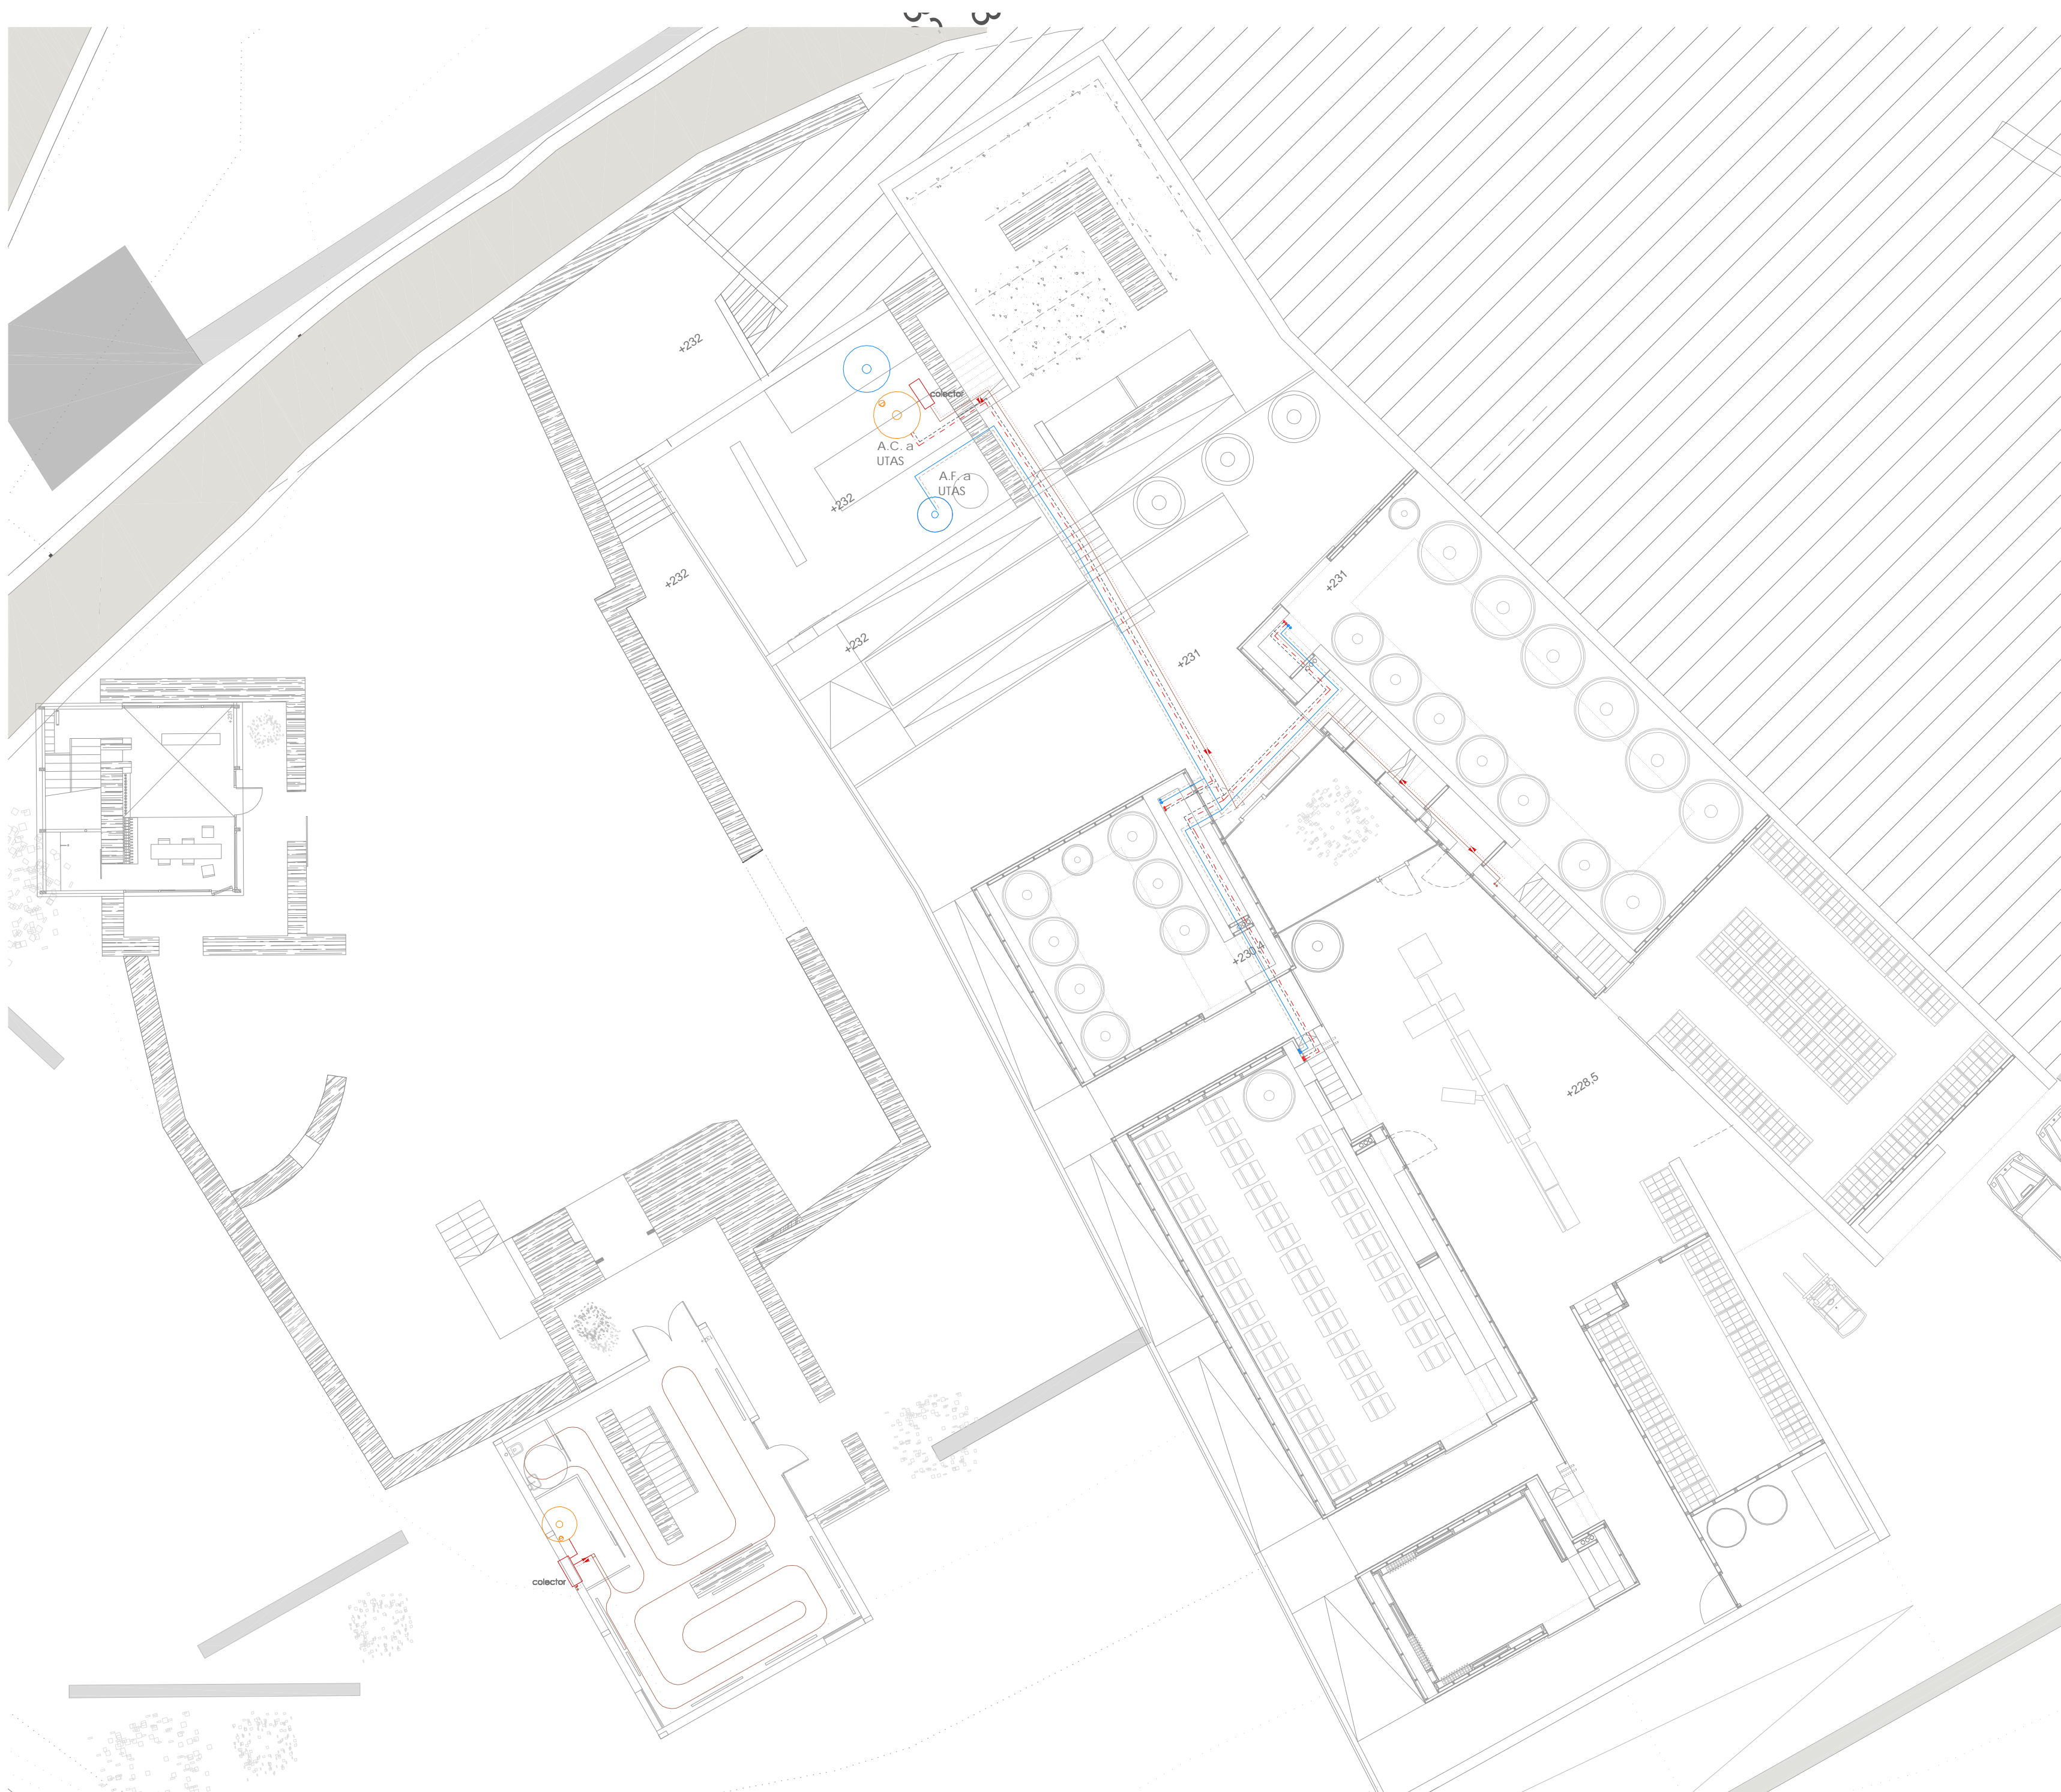 +232
colector
A.C. a
UTAS
A.F. a
UTAS
+232
+232
+231
+232
+231
+230,4
+228,5
colector